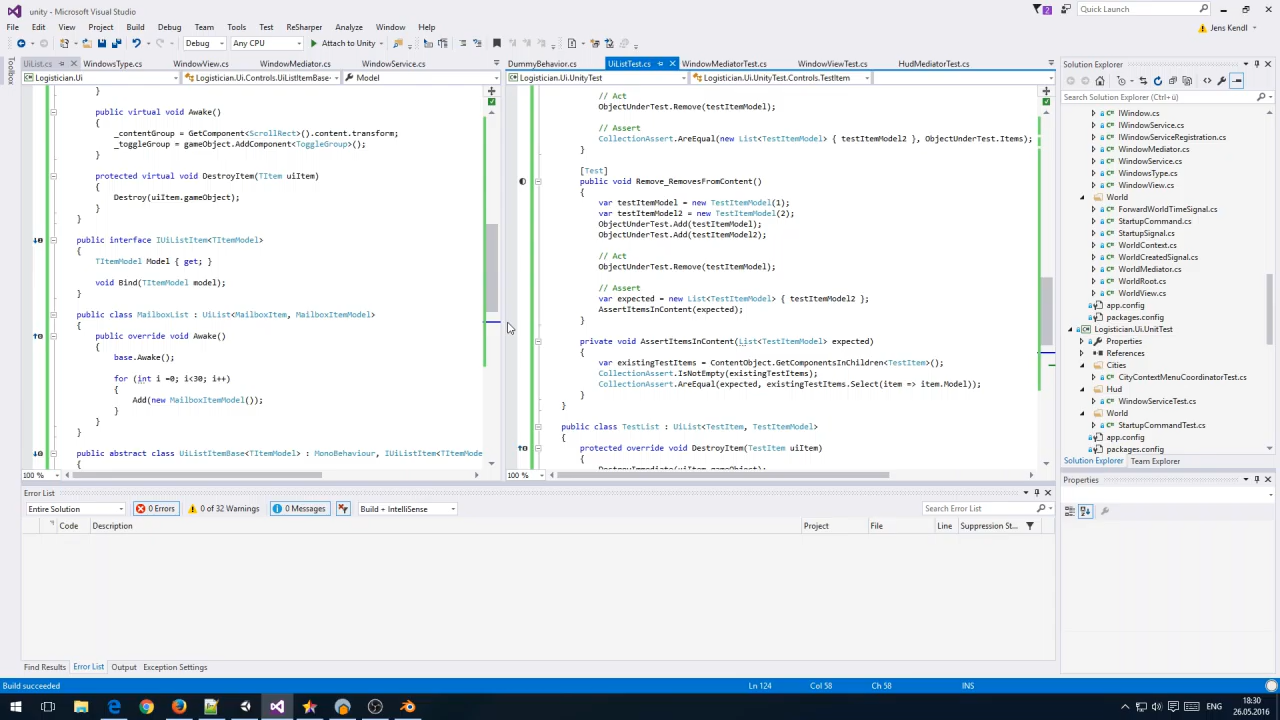 unity - Microsoft Visual Studio
2
Quick Launch
File Edit View Project Build Debug Team Tools Test ReSharper Analyze Window Help
Jens Kendl
Debug Any CPU Attach to Unity
Toolbox
UiList.cs WindowsType.cs WindowView.cs WindowMediator.cs WindowService.cs
Logistician.Ui Logistician.Ui.Controls.UiListItemBase< Model
}
public virtual void Awake()
{
_contentGroup = GetComponent<ScrollRect>().content.transform;
_toggleGroup = gameObject.AddComponent<ToggleGroup>();
}
protected virtual void DestroyItem(TItem uiItem)
{
Destroy(uiItem.gameObject);
}
}
public interface IUiListItem<TItemModel>
{
TItemModel Model { get; }
void Bind(TItemModel model);
}
public class MailboxList : UiList<MailboxItem, MailboxItemModel>
{
public override void Awake()
{
base.Awake();
for (int i =0; i<30; i++)
{
Add(new MailboxItemModel());
}
}
}
public abstract class UiListItemBase<TItemModel> : MonoBehaviour, IUiListItem<TItemMode
{
100 %
DummyBehavior.cs UiListTest.cs WindowMediatorTest.cs WindowViewTest.cs HudMediatorTest.cs
Logistician.Ui.UnityTest Logistician.Ui.UnityTest.Controls.TestItem
// Act
ObjectUnderTest.Remove(testItemModel);
// Assert
CollectionAssert.AreEqual(new List<TestItemModel> { testItemModel2 }, ObjectUnderTest.Items);
}
[Test]
public void Remove_RemovesFromContent()
{
var testItemModel = new TestItemModel(1);
var testItemModel2 = new TestItemModel(2);
ObjectUnderTest.Add(testItemModel);
ObjectUnderTest.Add(testItemModel2);
// Act
ObjectUnderTest.Remove(testItemModel);
// Assert
var expected = new List<TestItemModel> { testItemModel2 };
AssertItemsInContent(expected);
}
private void AssertItemsInContent(List<TestItemModel> expected)
{
var existingTestItems = ContentObject.GetComponentsInChildren<TestItem>();
CollectionAssert.IsNotEmpty(existingTestItems);
CollectionAssert.AreEqual(expected, existingTestItems.Select(item => item.Model));
}
}
public class TestList : UiList<TestItem, TestItemModel>
{
protected override void DestroyItem(TestItem uiItem)
{
DestroyImmediate(uiItem.gameObject);
100 %
Solution Explorer
Search Solution Explorer (Ctrl+ü)
IWindow.cs
IWindowService.cs
IWindowServiceRegistration.cs
WindowMediator.cs
WindowService.cs
WindowsType.cs
WindowView.cs
World
ForwardWorldTimeSignal.cs
StartupCommand.cs
StartupSignal.cs
WorldContext.cs
WorldCreatedSignal.cs
WorldMediator.cs
WorldRoot.cs
WorldView.cs
app.config
packages.config
Logistician.Ui.UnitTest
Properties
References
Cities
CityContextMenuCoordinatorTest.cs
Hud
WindowServiceTest.cs
World
StartupCommandTest.cs
app.config
packages.config
Solution Explorer Team Explorer
Properties
Error List
Entire Solution 0 Errors 0 of 32 Warnings 0 Messages Build + IntelliSense Search Error List
Code Description Project File Line Suppression St...
Find Results Error List Output Exception Settings
Build succeeded Ln 124 Col 58 Ch 58 INS
ENG 18:30
26.05.2016